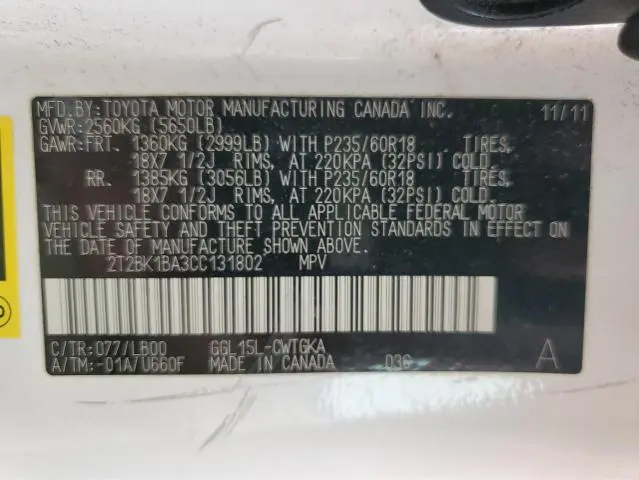 MFD.BY: TOYOTA MOTOR MANUFACTURING CANADA INC. 11/11
GVWR: 2560KG (5650LB)
GAWR: FRT. 1360KG (2999LB) WITH P235/60R18 TIRES,
18X7 1/2J RIMS, AT 220KPA (32PSI) COLD.
RR. 1385KG (3056LB) WITH P235/60R18 TIRES,
18X7 1/2J RIMS, AT 220KPA (32PSI) COLD.
THIS VEHICLE CONFORMS TO ALL APPLICABLE FEDERAL MOTOR
VEHICLE SAFETY AND THEFT PREVENTION STANDARDS IN EFFECT ON
THE DATE OF MANUFACTURE SHOWN ABOVE.
2T2BK1BA3CC131802 MPV
C/TR: 077/LB00 GGL15L-CWTGKA
A/TM: -01A/U660F MADE IN CANADA 036 A